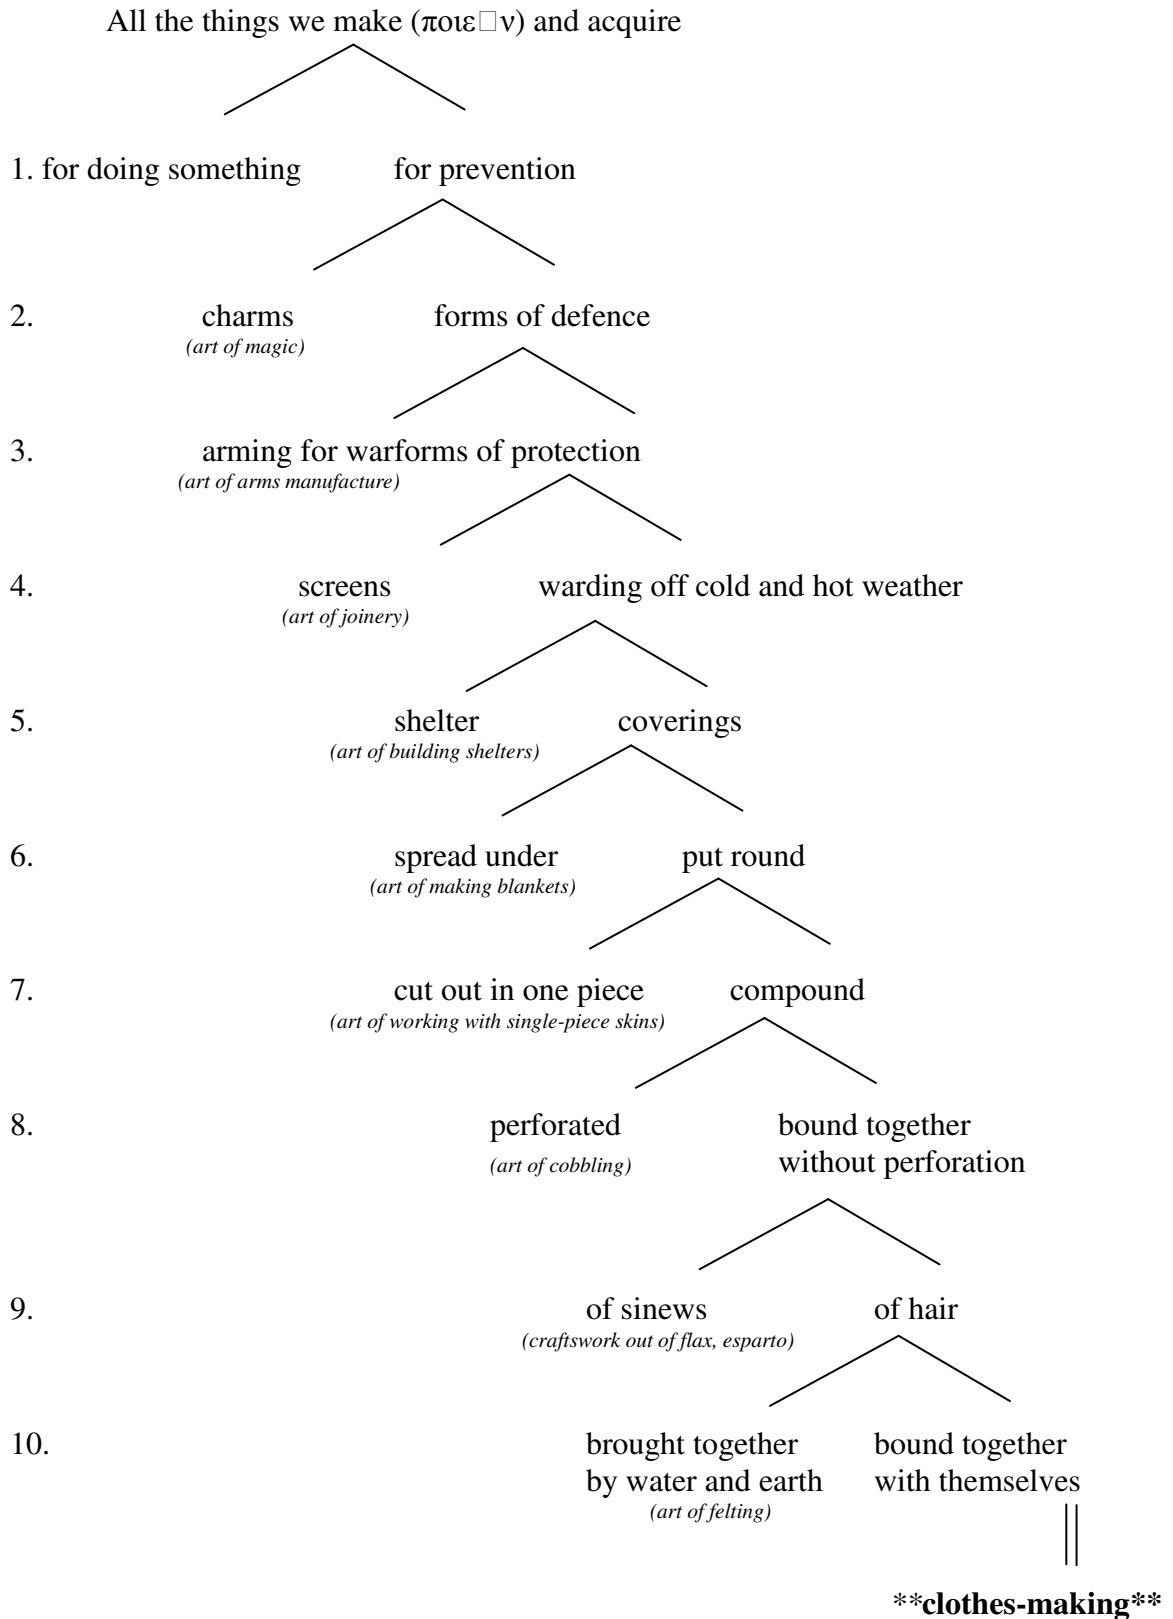 All the things we make (ποιε□ν) and acquire
1. for doing something for prevention
2. charms forms of defence
(art of magic)
3. arming for warforms of protection
(art of arms manufacture)
4. screens warding off cold and hot weather
(art of joinery)
5. shelter coverings
(art of building shelters)
6. spread under put round
(art of making blankets)
7. cut out in one piece compound
(art of working with single-piece skins)
8. perforated bound together
(art of cobbling) without perforation
9. of sinews of hair
(craftswork out of flax, esparto)
10. brought together bound together
by water and earth with themselves
(art of felting)
**clothes-making**